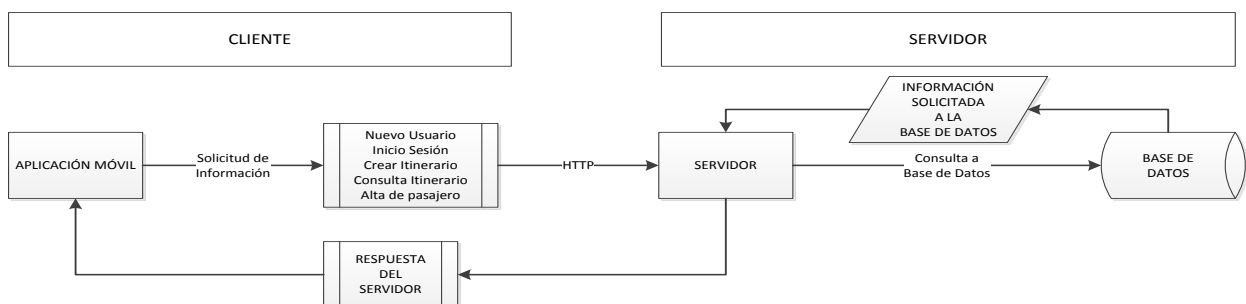 CLIENTE
SERVIDOR
INFORMACIÓN
SOLICITADA
A LA
BASE DE DATOS
APLICACIÓN MÓVIL
Solicitud de
Información
Nuevo Usuario
Inicio Sesión
Crear Itinerario
Consulta Itinerario
Alta de pasajero
HTTP
SERVIDOR
Consulta a
Base de Datos
BASE DE
DATOS
RESPUESTA
DEL
SERVIDOR